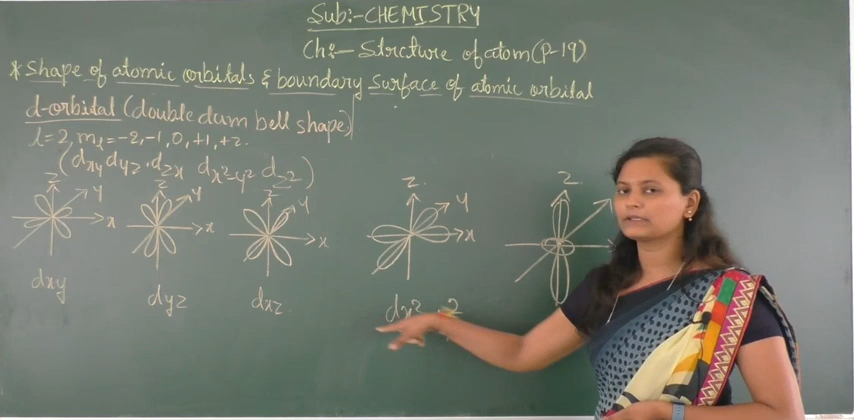 Sub:- CHEMISTRY
Ch:- Structure of atom (P-19)
* Shape of atomic orbitals & boundary surface of atomic orbital
d-orbital (double dum bell shape)
l=2, mℓ = -2, -1, 0, +1, +2.
(dxy dyz, dzx dx²-y² dz²)
Z Y X
Z Y X
Z Y X
Z Y X
Z
dxy
dyz
dxz
dx² 2